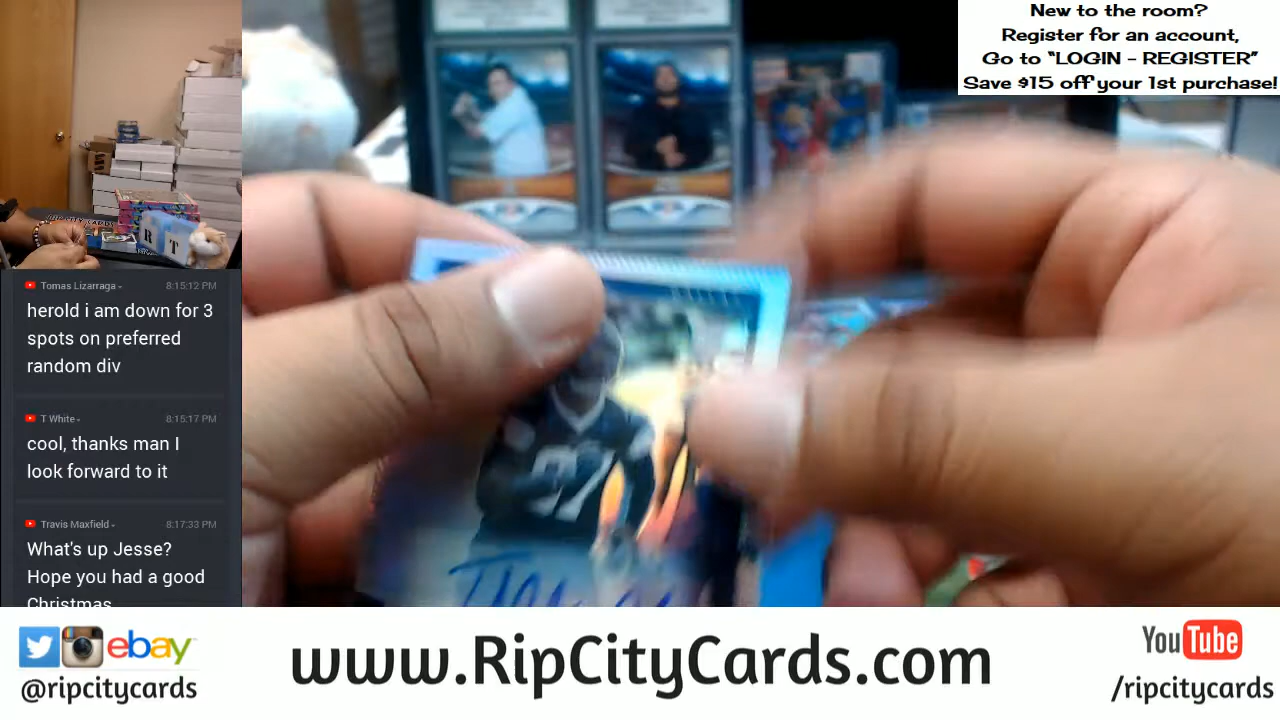 New to the room?
Register for an account,
Go to “LOGIN - REGISTER”
Save $15 off your 1st purchase!
R T
Tomas Lizarraga
8:15:12 PM
herold i am down for 3
spots on preferred
random div
T White
8:15:17 PM
cool, thanks man I
look forward to it
Travis Maxfield
8:17:33 PM
What's up Jesse?
Hope you had a good
Christmas
ebay
@ripcitycards
www.RipCityCards.com
YouTube
/ripcitycards